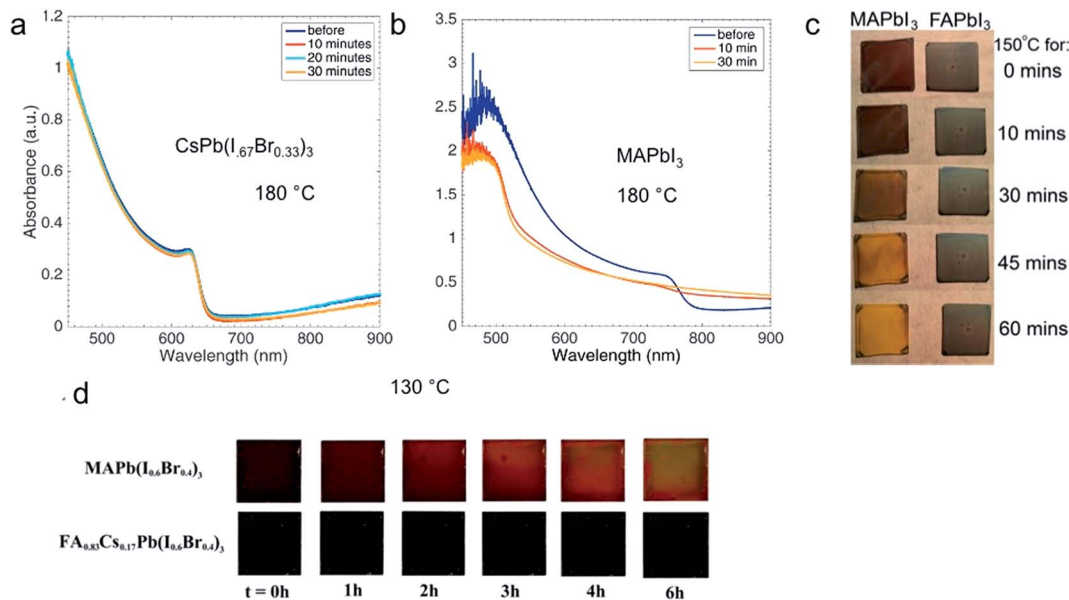 a
before
10 minutes
20 minutes
30 minutes
CsPb(I.67Br0.33)3
180 °C
Absorbance (a.u.)
1.2
1
0.8
0.6
0.4
0.2
0
500 600 700 800 900
Wavelength (nm)
b
before
10 min
30 min
MAPbI3
180 °C
3.5
3
2.5
2
1.5
1
0.5
0
500 600 700 800 900
Wavelength (nm)
c
MAPbI3 FAPbI3
150°C for:
0 mins
10 mins
30 mins
45 mins
60 mins
d
130 °C
MAPb(I0.6Br0.4)3
FA0.83Cs0.17Pb(I0.6Br0.4)3
t = 0h 1h 2h 3h 4h 6h